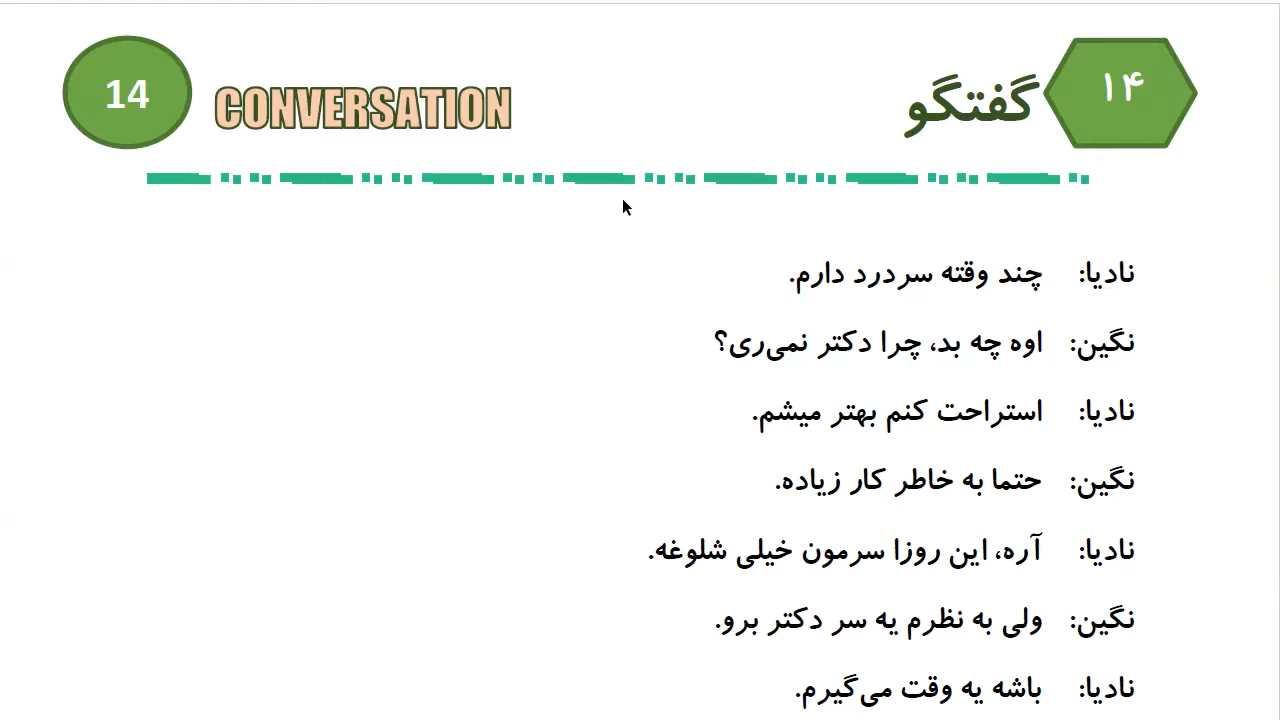 14
CONVERSATION
گفتگو
۱۴
نادیا: چند وقته سردرد دارم.
نگین: اوه چه بد، چرا دکتر نمی‌ری؟
نادیا: استراحت کنم بهتر میشم.
نگین: حتما به خاطر کار زیاده.
نادیا: آره، این روزا سرمون خیلی شلوغه.
نگین: ولی به نظرم یه سر دکتر برو.
نادیا: باشه یه وقت می‌گیرم.